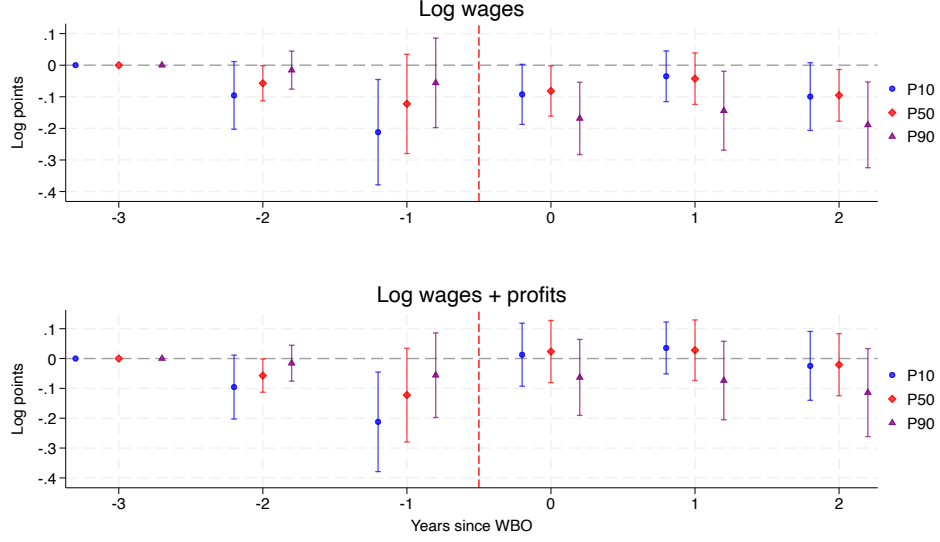 Log wages
Log points
.1
0
-.1
-.2
-.3
-.4
-3 -2 -1 0 1 2
P10
P50
P90
Log wages + profits
Log points
.1
0
-.1
-.2
-.3
-.4
-3 -2 -1 0 1 2
Years since WBO
P10
P50
P90